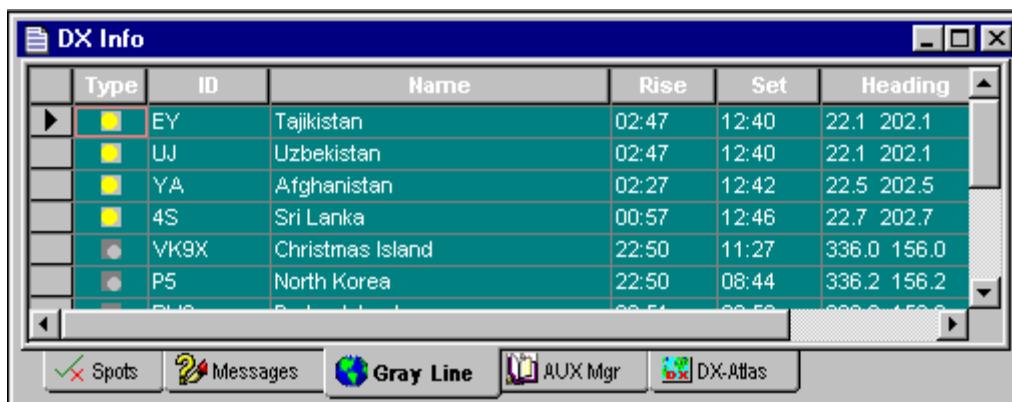 DX Info
Type ID Name Rise Set Heading
EY Tajikistan 02:47 12:40 22.1 202.1
UJ Uzbekistan 02:47 12:40 22.1 202.1
YA Afghanistan 02:27 12:42 22.5 202.5
4S Sri Lanka 00:57 12:46 22.7 202.7
VK9X Christmas Island 22:50 11:27 336.0 156.0
P5 North Korea 22:50 08:44 336.2 156.2
Spots Messages Gray Line AUX Mgr DX-Atlas